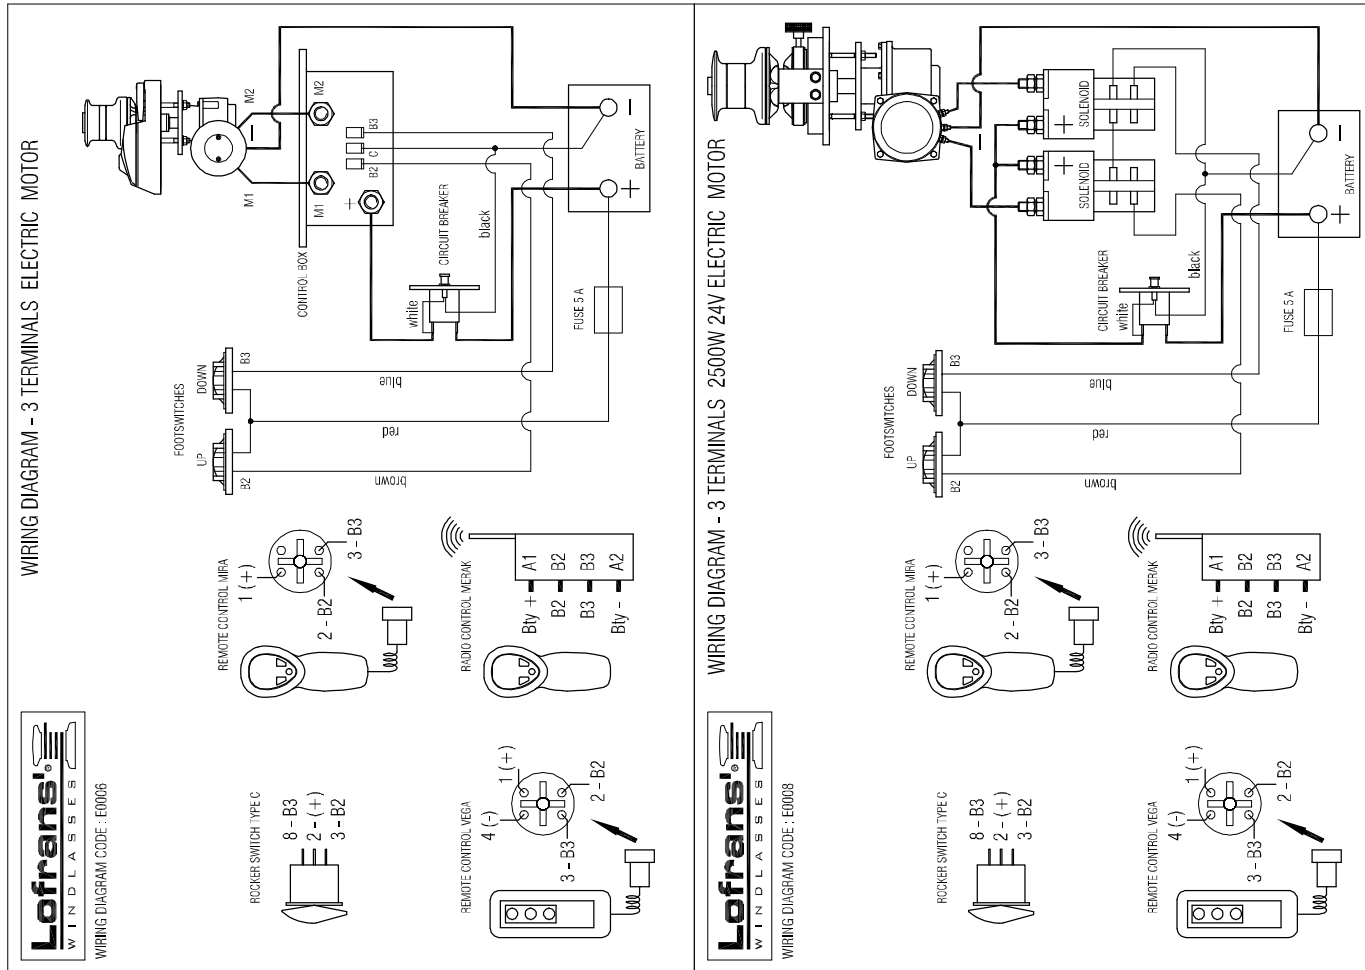 Lofrans'®
WINDLASSES
WIRING DIAGRAM CODE : E0006
WIRING DIAGRAM - 3 TERMINALS ELECTRIC MOTOR
ROCKER SWITCH TYPE C
8 - B3
2 - (+)
3 - B2
REMOTE CONTROL VEGA
4 (-)
1 (+)
3 - B3
2 - B2
REMOTE CONTROL MIRA
1 (+)
2 - B2
3 - B3
RADIO CONTROL MERAK
Bty + A1
B2 B2
B3 B3
Bty - A2
FOOTSWITCHES
UP
DOWN
B2
B3
brown
red
blue
CONTROL BOX
M1
M2
M1
M2
+
−
B2
C
B3
CIRCUIT BREAKER
white
black
FUSE 5 A
BATTERY
+
−
Lofrans'®
WINDLASSES
WIRING DIAGRAM CODE : E0008
WIRING DIAGRAM - 3 TERMINALS 2500W 24V ELECTRIC MOTOR
ROCKER SWITCH TYPE C
8 - B3
2 - (+)
3 - B2
REMOTE CONTROL VEGA
4 (-)
1 (+)
3 - B3
2 - B2
REMOTE CONTROL MIRA
1 (+)
2 - B2
3 - B3
RADIO CONTROL MERAK
Bty + A1
B2 B2
B3 B3
Bty - A2
FOOTSWITCHES
UP
DOWN
B2
B3
brown
red
blue
−
+
SOLENOID
+
SOLENOID
CIRCUIT BREAKER
white
black
FUSE 5 A
BATTERY
+
−